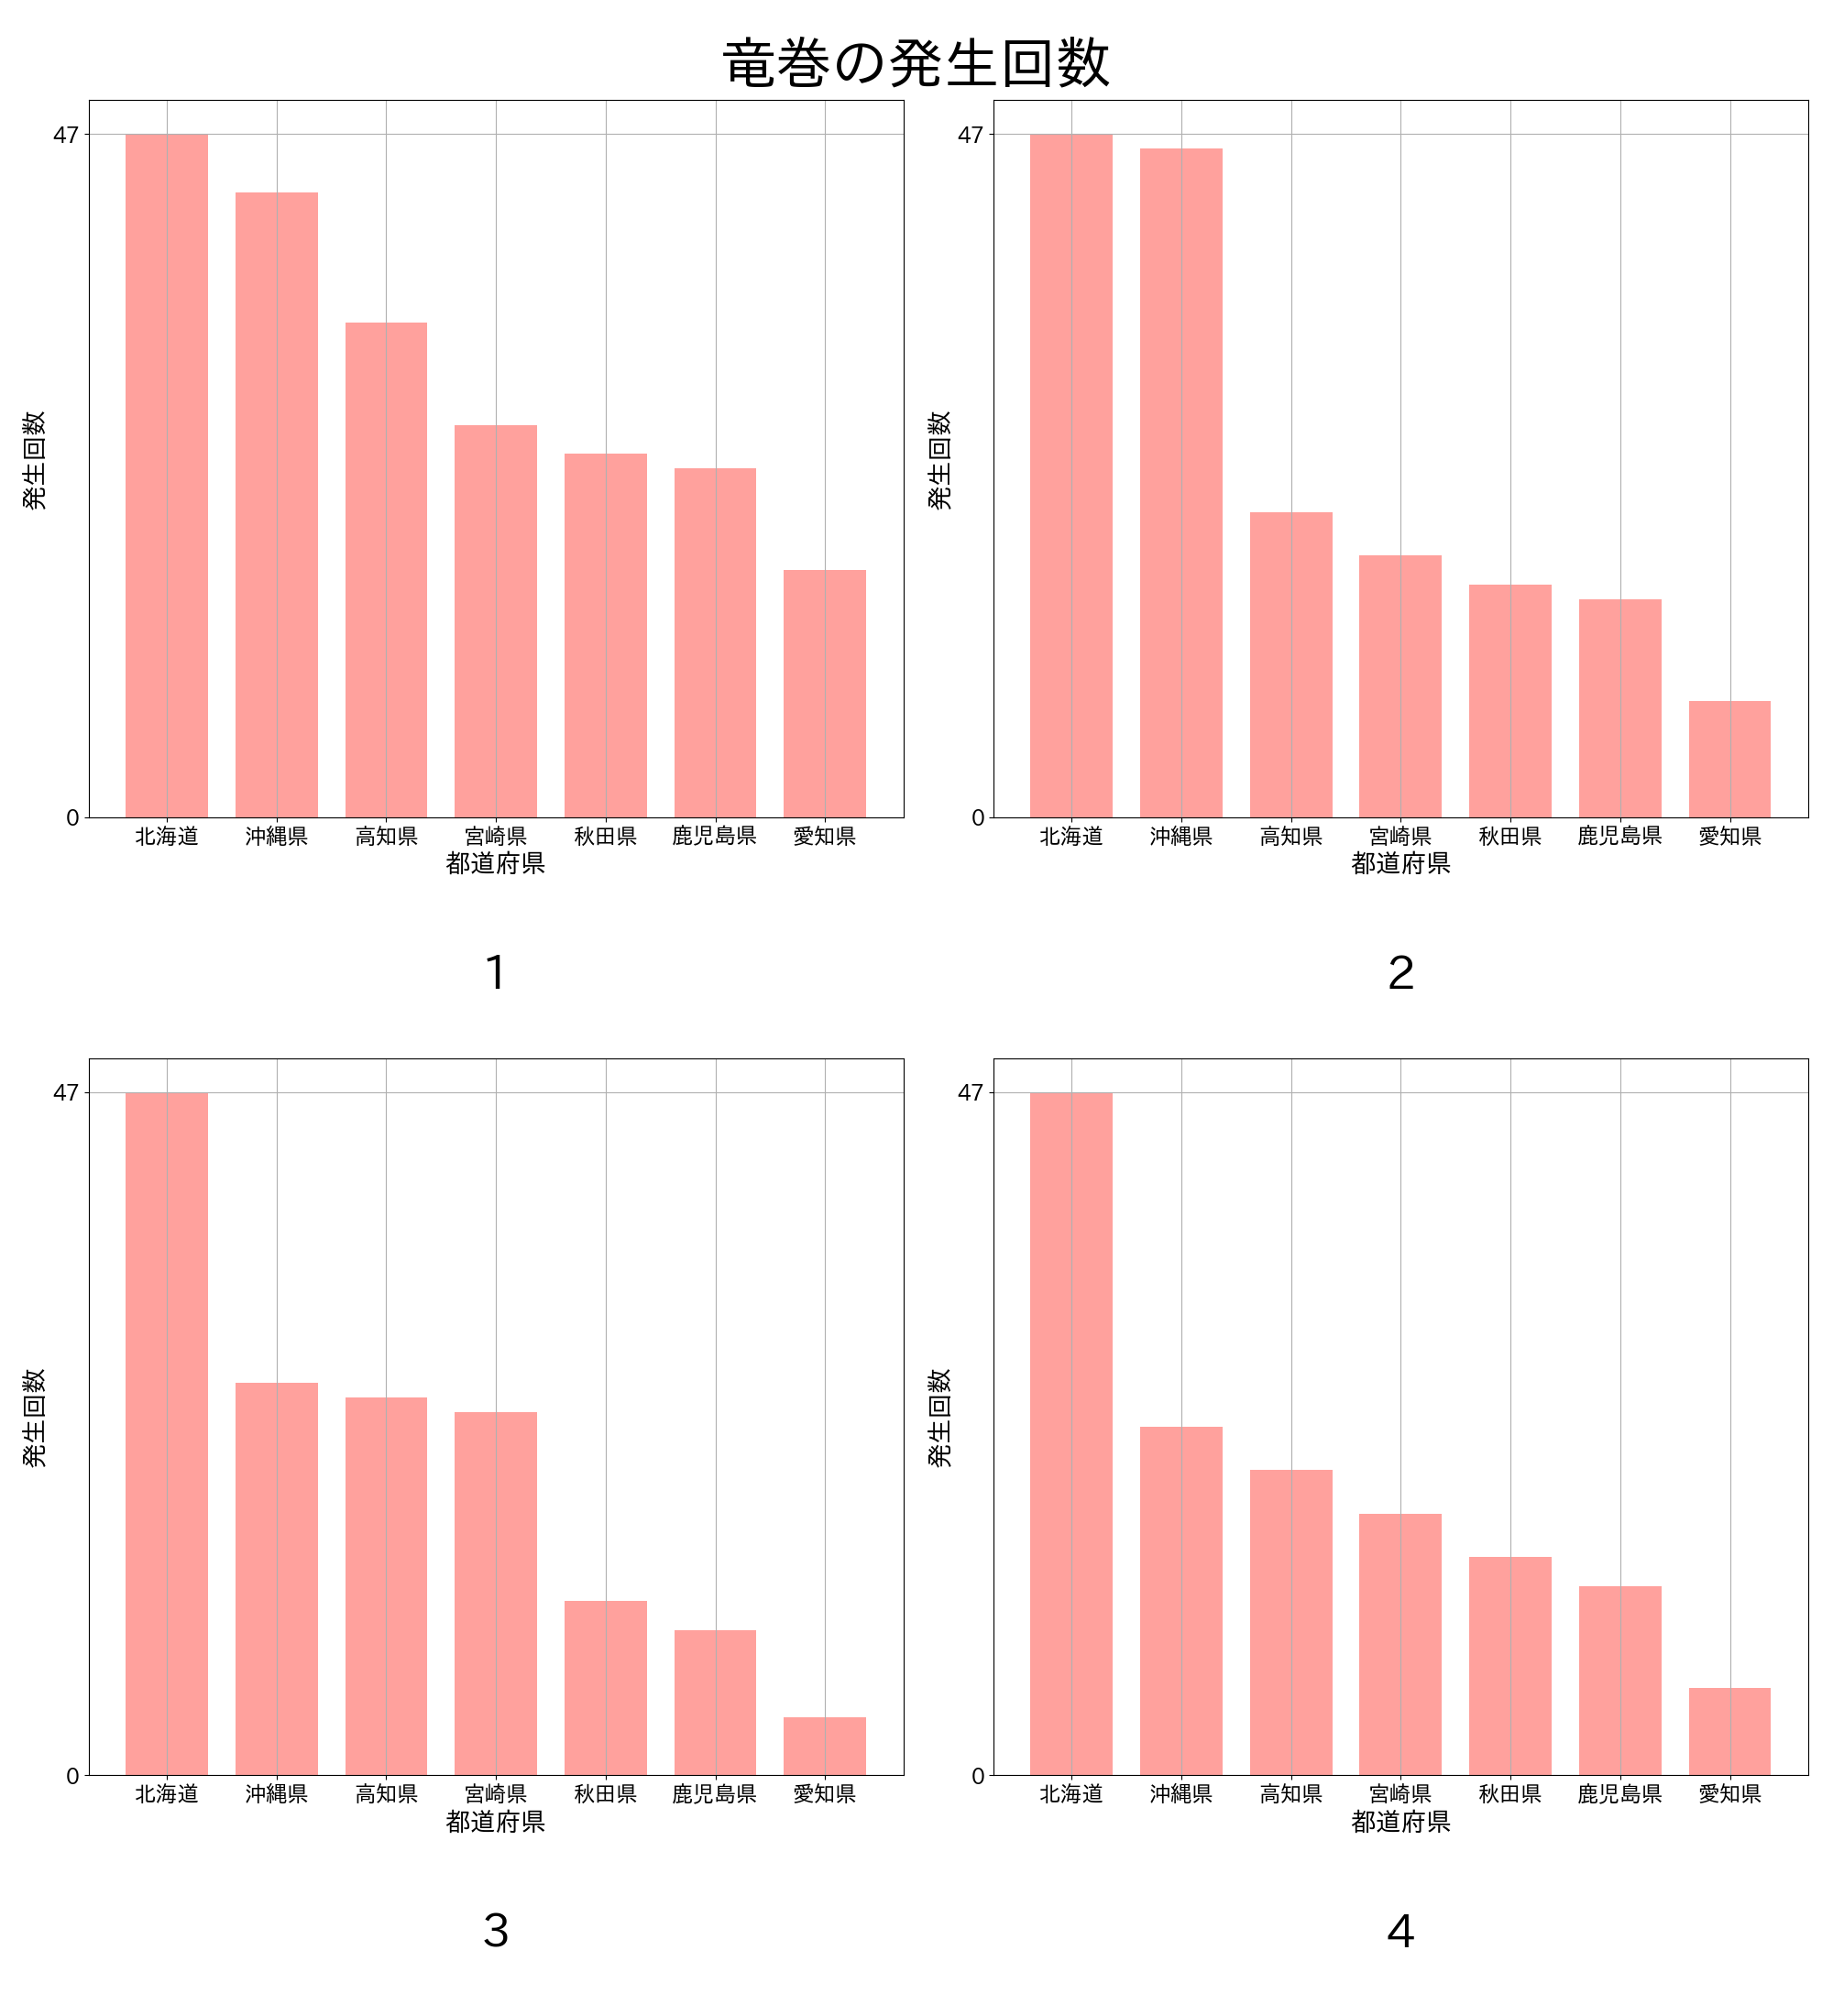 竜巻の発生回数
47
0
発生回数
北海道 沖縄県 高知県 宮崎県 秋田県 鹿児島県 愛知県
都道府県
1
47
0
発生回数
北海道 沖縄県 高知県 宮崎県 秋田県 鹿児島県 愛知県
都道府県
2
47
0
発生回数
北海道 沖縄県 高知県 宮崎県 秋田県 鹿児島県 愛知県
都道府県
3
47
0
発生回数
北海道 沖縄県 高知県 宮崎県 秋田県 鹿児島県 愛知県
都道府県
4